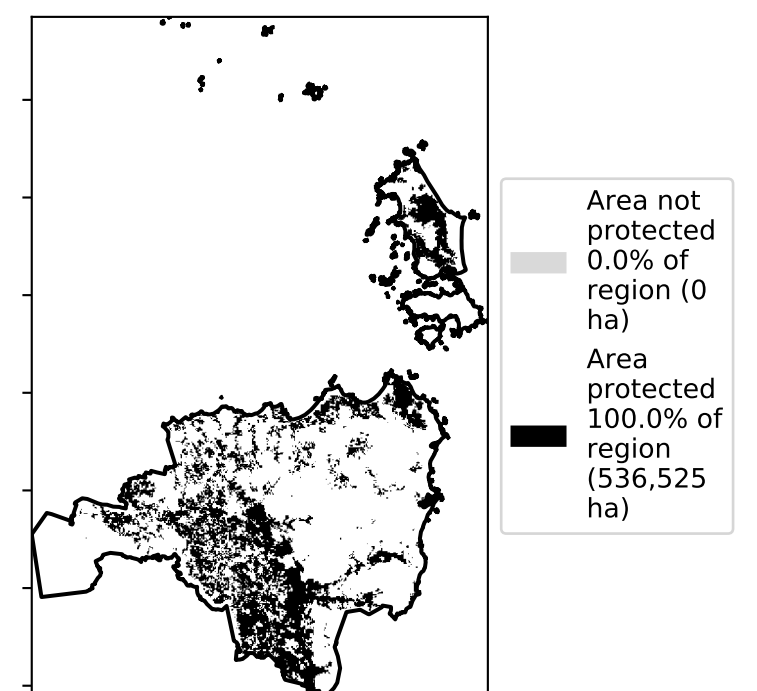 Area not
protected
0.0% of
region (0
ha)
Area
protected
100.0% of
region
(536,525
ha)